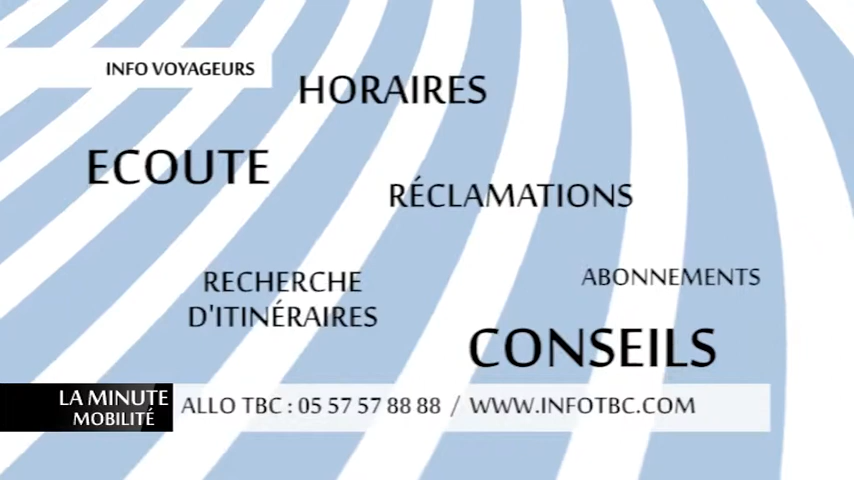 INFO VOYAGEURS
HORAIRES
ECOUTE
RÉCLAMATIONS
RECHERCHE
D'ITINÉRAIRES
ABONNEMENTS
CONSEILS
LA MINUTE
MOBILITÉ
ALLO TBC : 05 57 57 88 88 / WWW.INFOTBC.COM